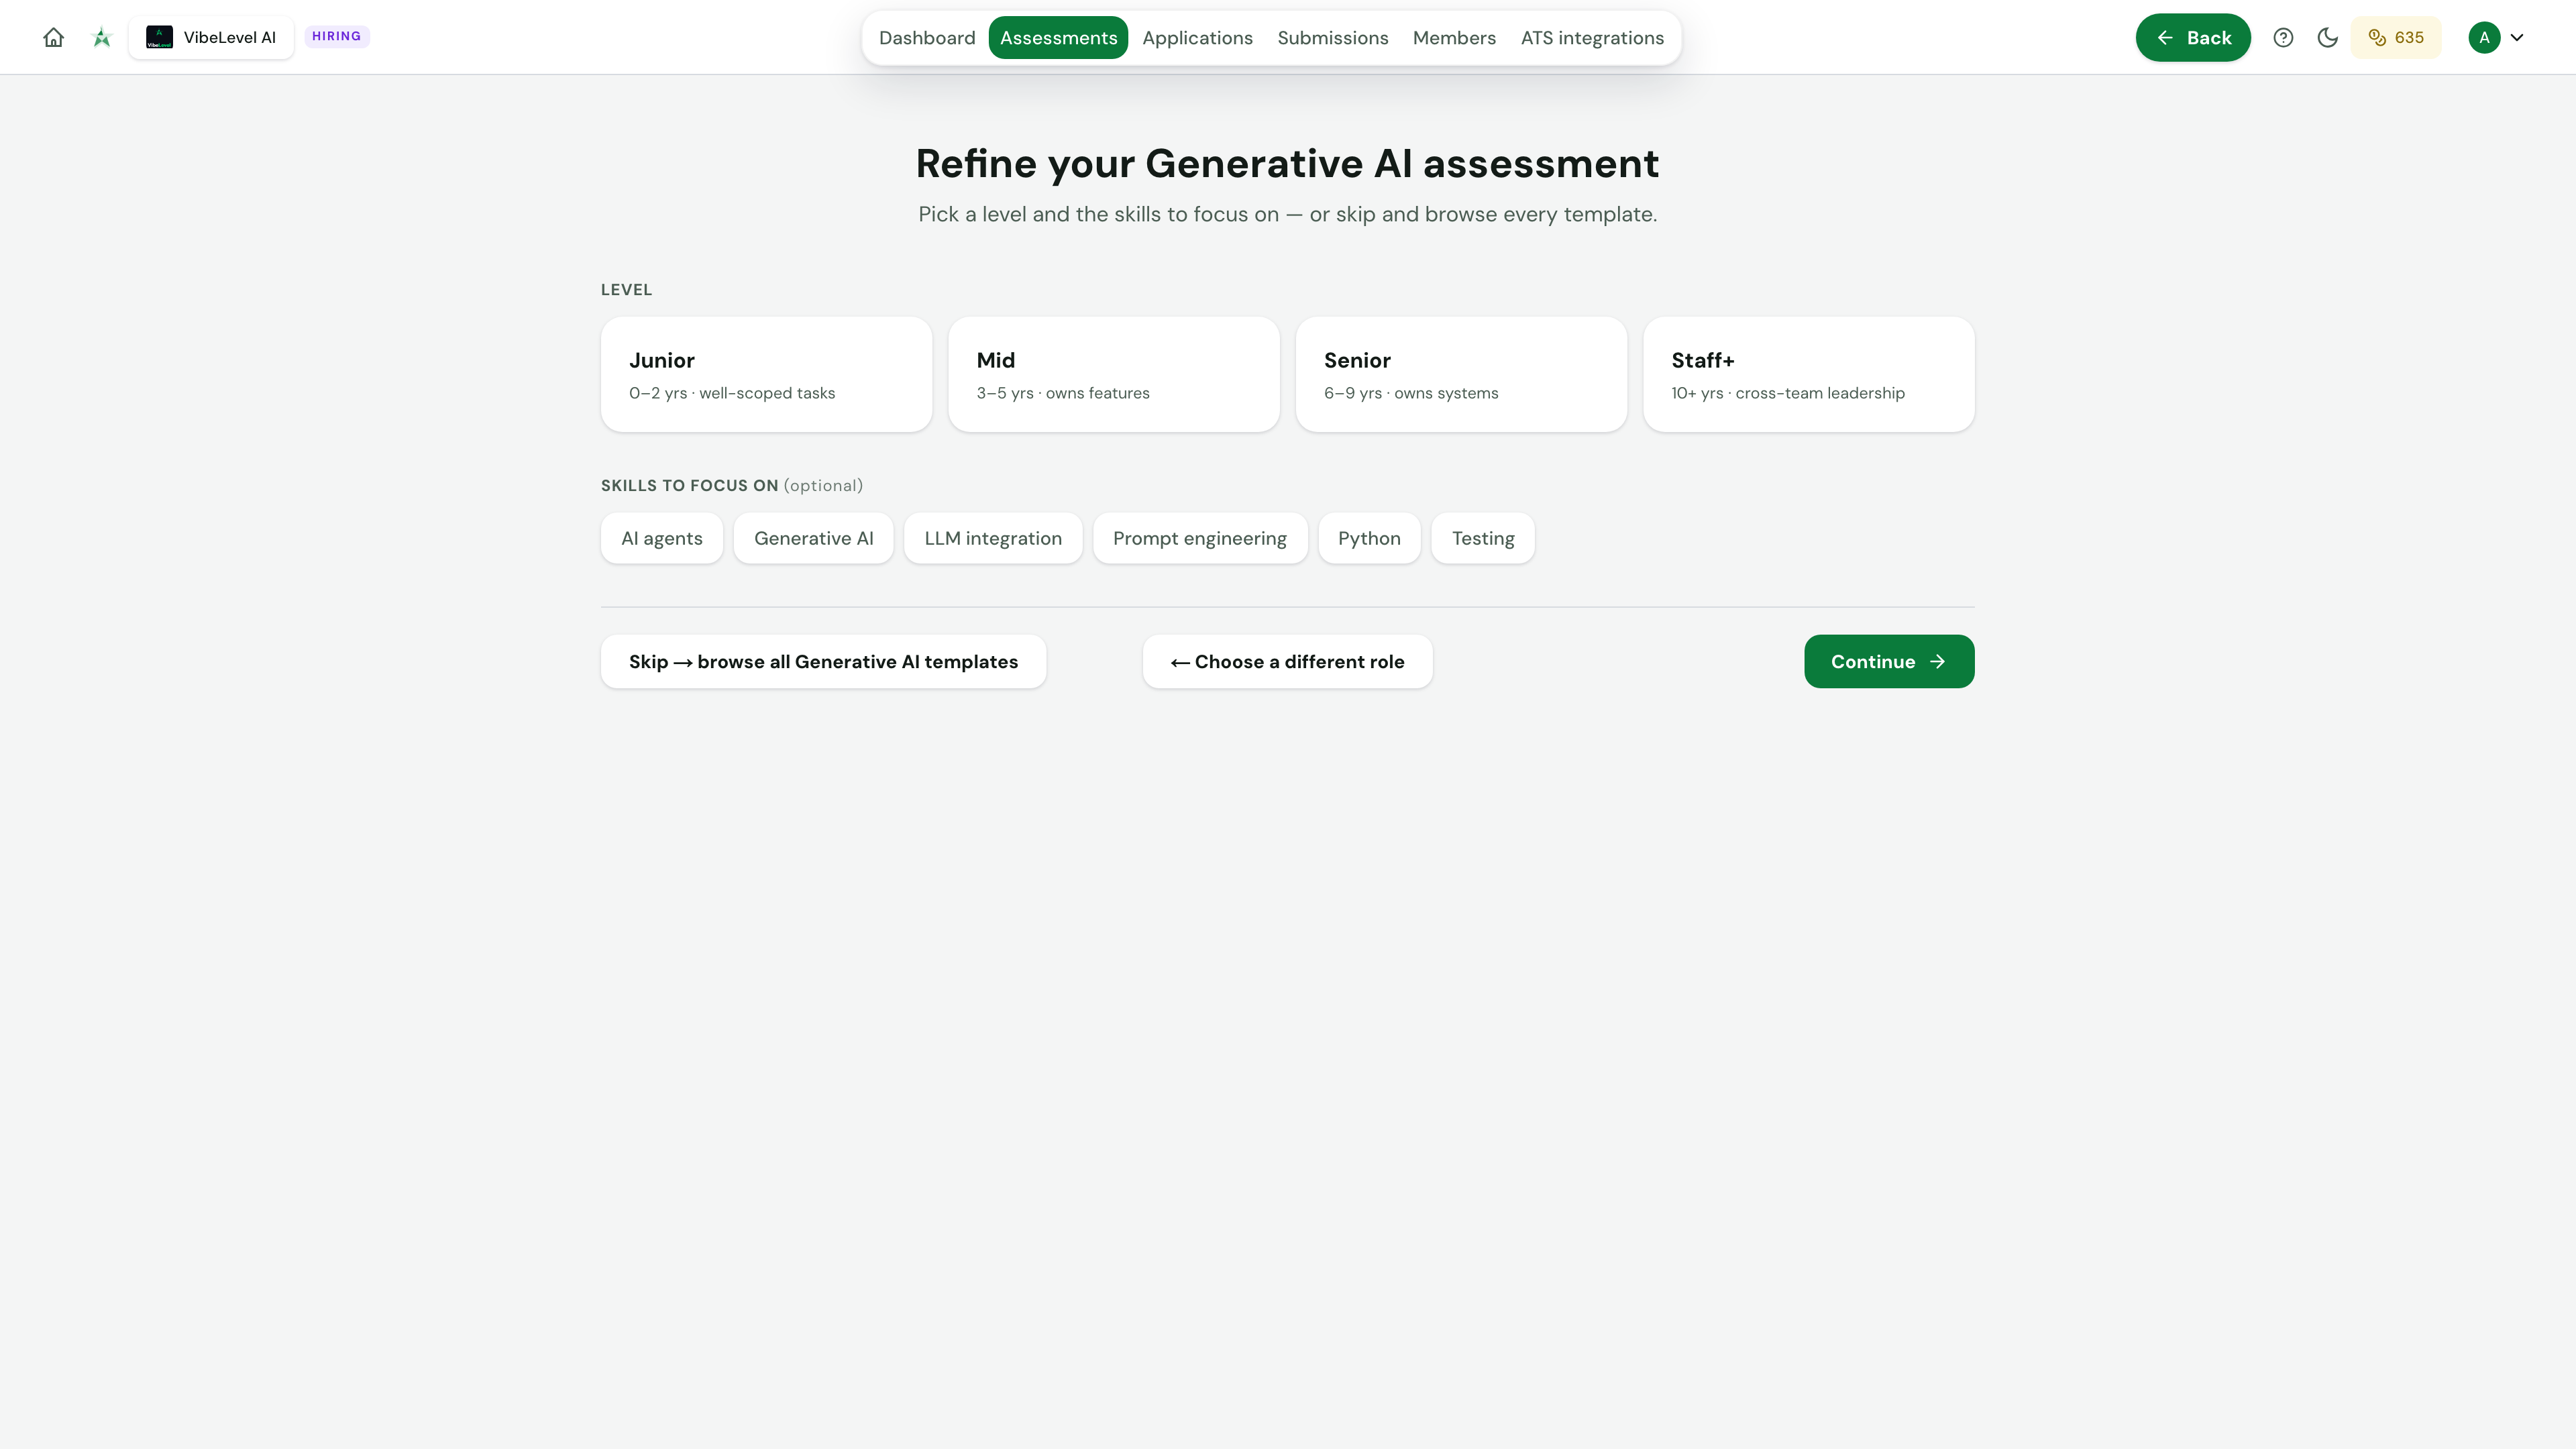 VibeLevel AI
HIRING
Dashboard
Assessments
Applications
Submissions
Members
ATS integrations
← Back
635
A
Refine your Generative AI assessment
Pick a level and the skills to focus on — or skip and browse every template.
LEVEL
Junior
0–2 yrs · well-scoped tasks
Mid
3–5 yrs · owns features
Senior
6–9 yrs · owns systems
Staff+
10+ yrs · cross-team leadership
SKILLS TO FOCUS ON (optional)
AI agents
Generative AI
LLM integration
Prompt engineering
Python
Testing
Skip → browse all Generative AI templates
← Choose a different role
Continue →